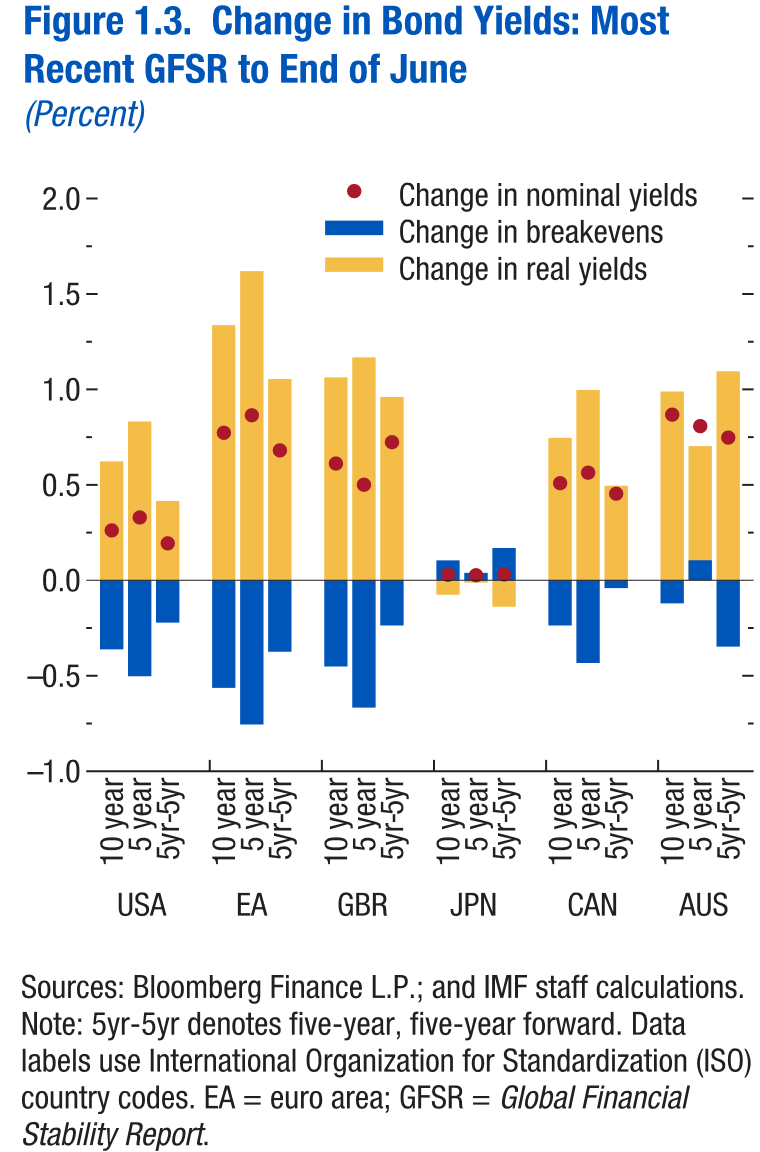 Figure 1.3. Change in Bond Yields: Most
Recent GFSR to End of June
(Percent)
Change in nominal yields
Change in breakevens
Change in real yields
2.0
1.5
1.0
0.5
0.0
–0.5
–1.0
10 year
5 year
5yr-5yr
10 year
5 year
5yr-5yr
10 year
5 year
5yr-5yr
10 year
5 year
5yr-5yr
10 year
5 year
5yr-5yr
10 year
5 year
5yr-5yr
USA EA GBR JPN CAN AUS
Sources: Bloomberg Finance L.P.; and IMF staff calculations.
Note: 5yr-5yr denotes five-year, five-year forward. Data
labels use International Organization for Standardization (ISO)
country codes. EA = euro area; GFSR = Global Financial
Stability Report.